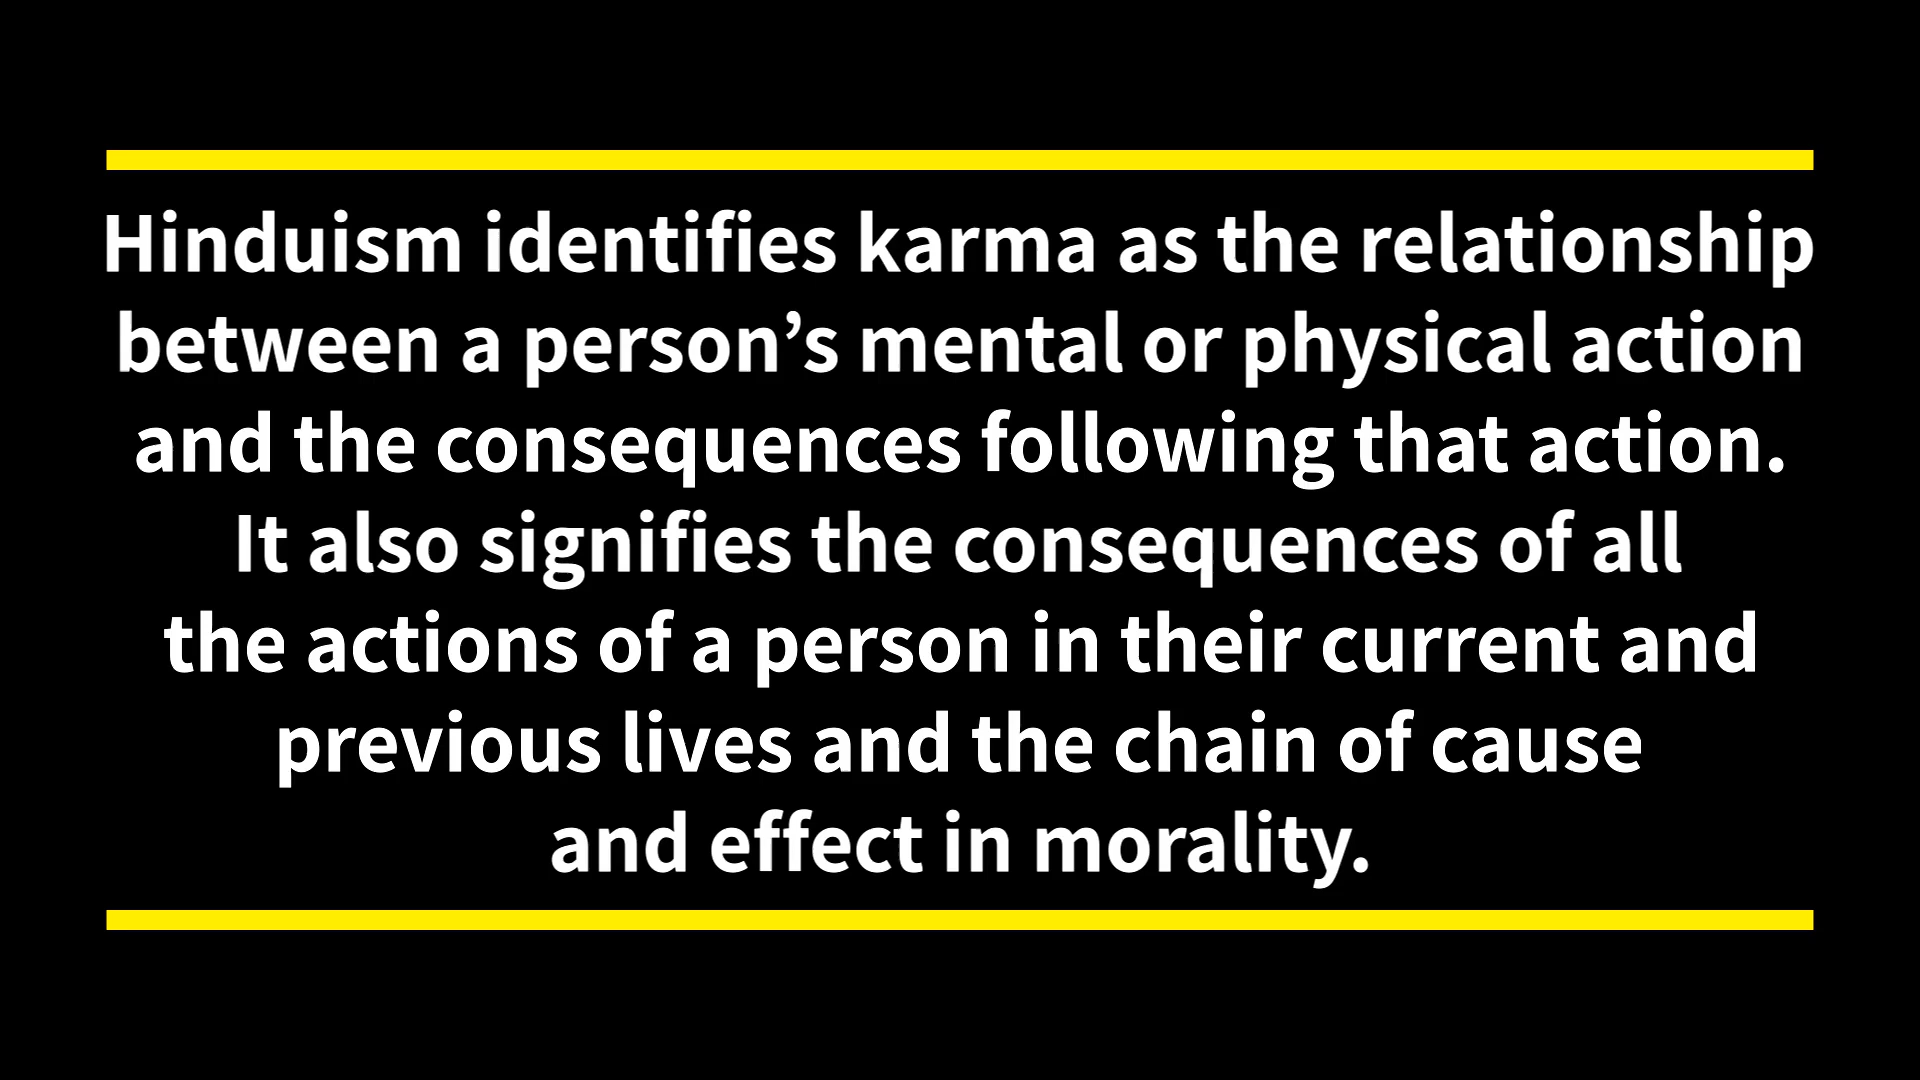 Hinduism identifies karma as the relationship
between a person’s mental or physical action
and the consequences following that action.
It also signifies the consequences of all
the actions of a person in their current and
previous lives and the chain of cause
and effect in morality.